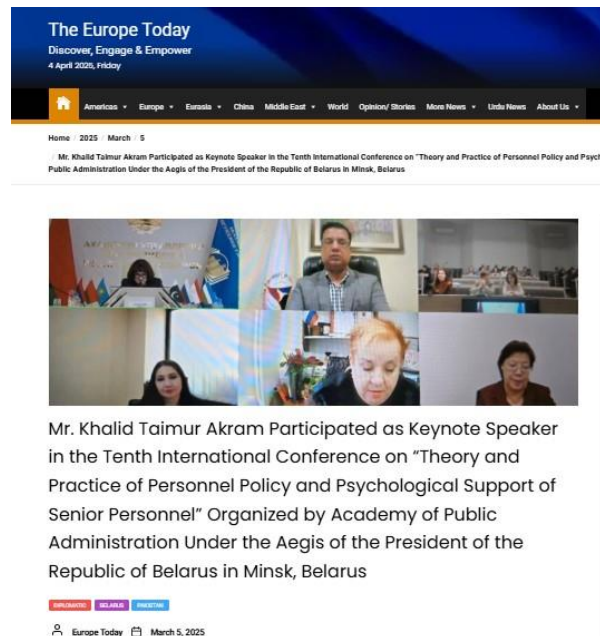 The Europe Today
Discover, Engage & Empower
4 April 2025, Friday
Americas Europe Eurasia China Middle East World Opinion/ Stories More News Urdu News About Us
Home / 2025 / March / 5
/ Mr. Khalid Taimur Akram Participated as Keynote Speaker in the Tenth International Conference on "Theory and Practice of Personnel Policy and Psych
Public Administration Under the Aegis of the President of the Republic of Belarus in Minsk, Belarus
Mr. Khalid Taimur Akram Participated as Keynote Speaker
in the Tenth International Conference on “Theory and
Practice of Personnel Policy and Psychological Support of
Senior Personnel” Organized by Academy of Public
Administration Under the Aegis of the President of the
Republic of Belarus in Minsk, Belarus
DIPLOMATIC BELARUS PAKISTAN
Europe Today March 5, 2025